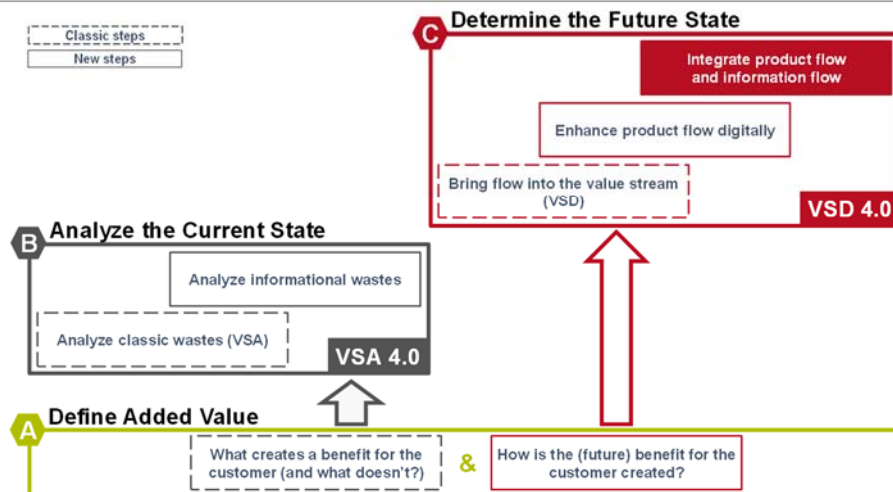 Classic steps
New steps
C Determine the Future State
Integrate product flow
and information flow
Enhance product flow digitally
Bring flow into the value stream
(VSD)
VSD 4.0
B Analyze the Current State
Analyze informational wastes
Analyze classic wastes (VSA)
VSA 4.0
A Define Added Value
What creates a benefit for the
customer (and what doesn't?)
&
How is the (future) benefit for the
customer created?